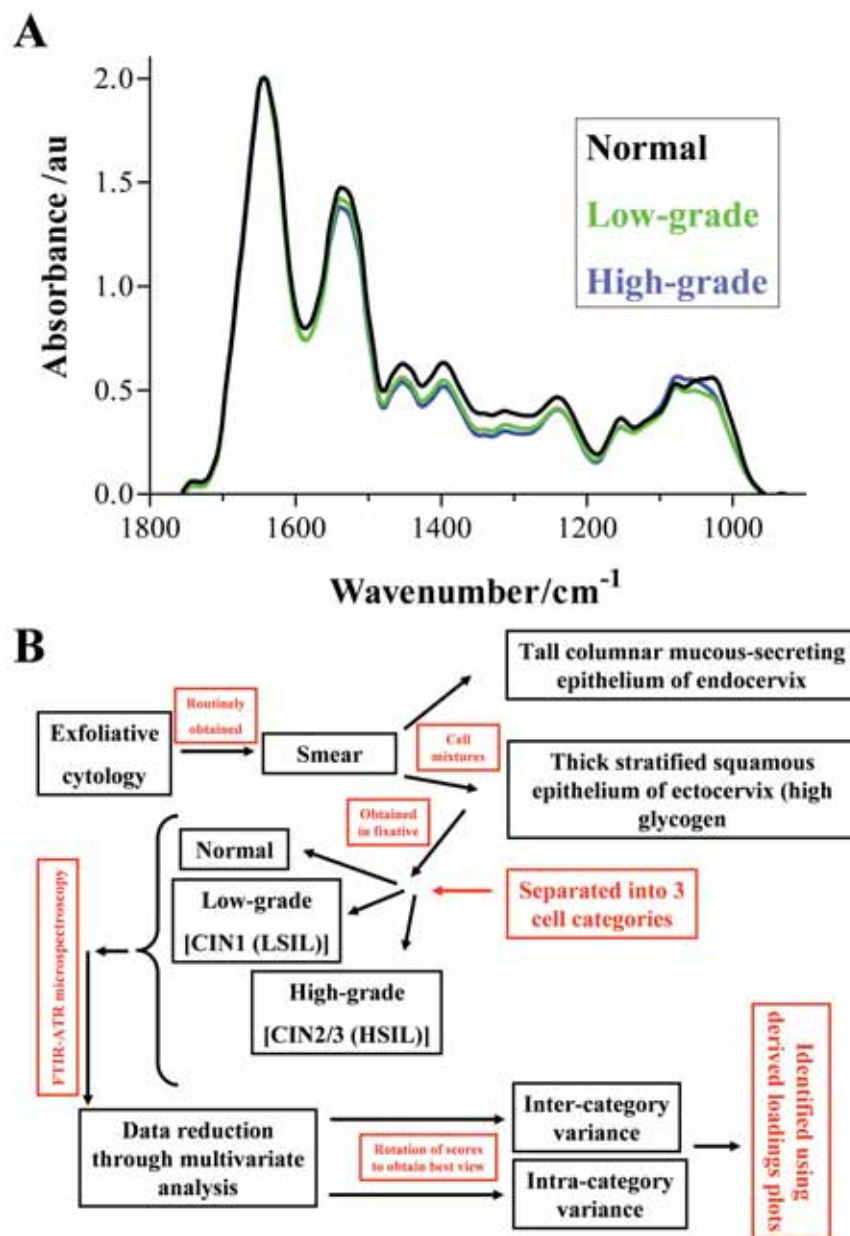 A
2.0
1.5
1.0
0.5
0.0
Absorbance /au
Normal
Low-grade
High-grade
1800
1600
1400
1200
1000
Wavenumber/cm⁻¹
B
Exfoliative
cytology
Routinely
obtained
Smear
Cell
mixtures
Tall columnar mucous-secreting
epithelium of endocervix
Thick stratified squamous
epithelium of ectocervix (high
glycogen
Obtained
in fixative
Normal
Low-grade
[CIN1 (LSIL)]
High-grade
[CIN2/3 (HSIL)]
Separated into 3
cell categories
FTIR-ATR microspectroscopy
Data reduction
through multivariate
analysis
Rotation of scores
to obtain best view
Inter-category
variance
Intra-category
variance
Identified using
derived loadings plots